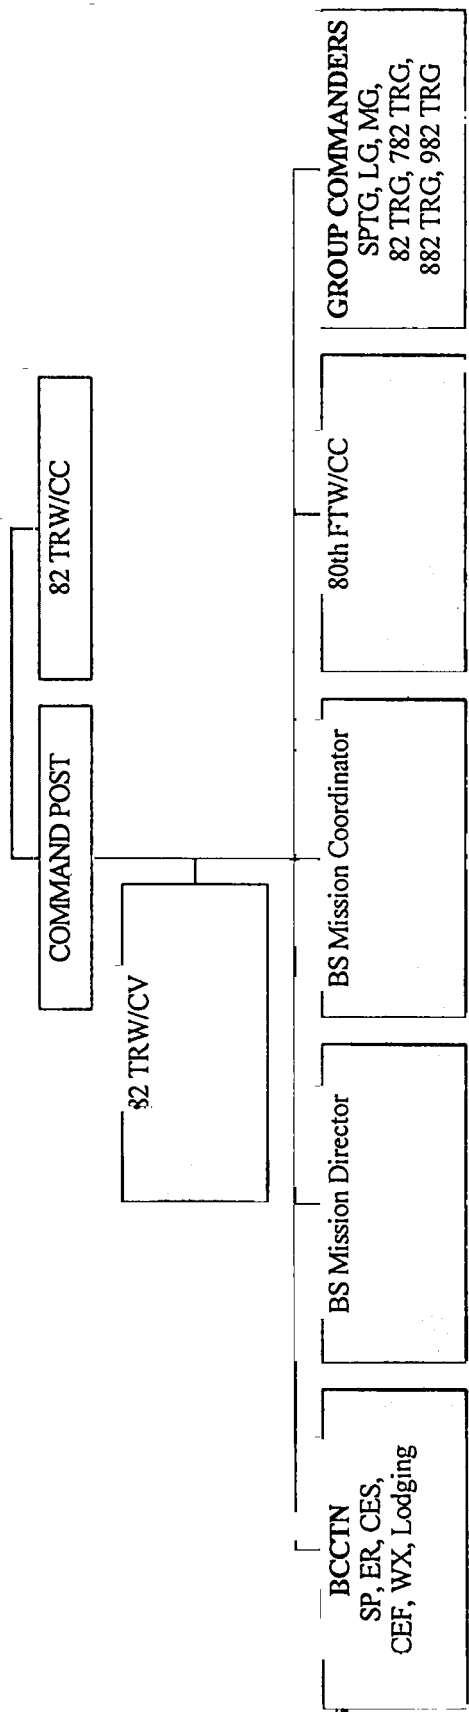 COMMAND POST
82 TRW/CC
82 TRW/CV
BCCTN
SP, ER, CES,
CEF, WX, Lodging
BS Mission Director
BS Mission Coordinator
80th FTW/CC
GROUP COMMANDERS
SPTG, LG, MG,
82 TRG, 782 TRG,
882 TRG, 982 TRG